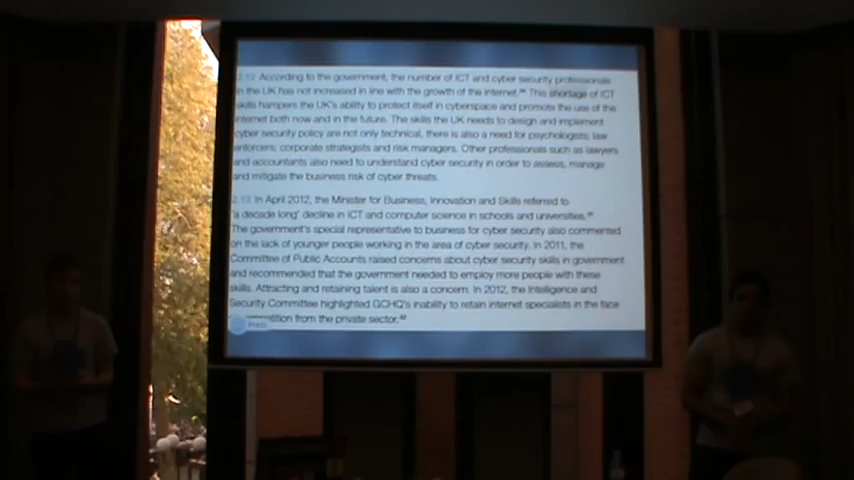 2.12 According to the government, the number of ICT and cyber security professionals
in the UK has not increased in line with the growth of the internet. This shortage of ICT
skills hampers the UK's ability to protect itself in cyberspace and promote the use of the
internet both now and in the future. The skills the UK needs to design and implement
cyber security policy are not only technical, there is also a need for psychologists; law
enforcers; corporate strategists and risk managers. Other professionals such as lawyers
and accountants also need to understand cyber security in order to assess, manage
and mitigate the business risk of cyber threats.
2.13 In April 2012, the Minister for Business, Innovation and Skills referred to
'a decade long' decline in ICT and computer science in schools and universities.
The government's special representative to business for cyber security also commented
on the lack of younger people working in the area of cyber security. In 2011, the
Committee of Public Accounts raised concerns about cyber security skills in government
and recommended that the government needed to employ more people with these
skills. Attracting and retaining talent is also a concern. In 2012, the Intelligence and
Security Committee highlighted GCHQ's inability to retain internet specialists in the face
from the private sector.